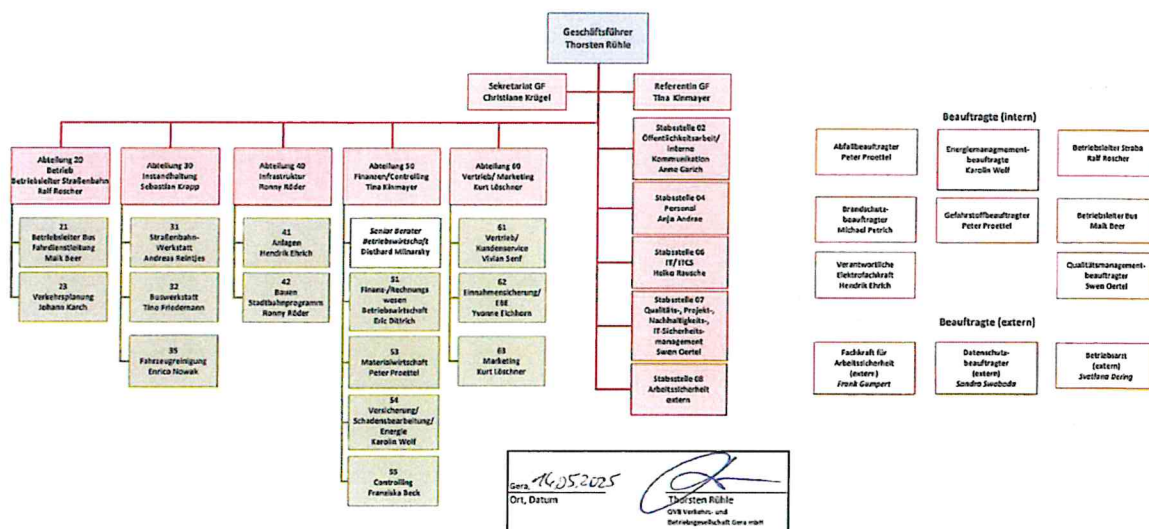 Geschäftsführer
Thorsten Rühle
Sekretariat GF
Christiane Krügel
Referentin GF
Tina Kinmayer
Abteilung 20
Betrieb
Betriebsleiter Straßenbahn
Ralf Roscher
Abteilung 30
Instandhaltung
Sebastian Krapp
Abteilung 40
Infrastruktur
Ronny Röder
Abteilung 50
Finanzen/Controlling
Tina Kinmayer
Abteilung 60
Vertrieb/ Marketing
Kurt Löschner
21
Betriebsleiter Bus
Fahrdienstleitung
Maik Beer
23
Verkehrsplanung
Johann Karch
31
Straßenbahn-
Werkstatt
Andreas Reintjes
32
Buswerkstatt
Tino Friedemann
35
Fahrzeugreinigung
Enrico Nowak
41
Anlagen
Hendrik Ehrich
42
Bauen
Stadtbahnprogramm
Ronny Röder
Senior Berater
Betriebswirtschaft
Diethard Mlinarsky
51
Finanz-/Rechnungs
wesen
Betriebswirtschaft
Eric Dittrich
53
Materialwirtschaft
Peter Proettel
54
Versicherung/
Schadensbearbeitung/
Energie
Karolin Wolf
55
Controlling
Franziska Beck
61
Vertrieb/
Kundenservice
Vivian Senf
62
Einnahmensicherung/
EBE
Yvonne Eichhorn
63
Marketing
Kurt Löschner
Stabsstelle 02
Öffentlichkeitsarbeit/
Interne
Kommunikation
Anne Garich
Stabsstelle 04
Personal
Anja Andrae
Stabsstelle 06
IT/ ITCS
Heiko Rausche
Stabsstelle 07
Qualitäts-, Projekt-,
Nachhaltigkeits-,
IT-Sicherheits-
management
Swen Oertel
Stabsstelle 08
Arbeitssicherheit
extern
Beauftragte (intern)
Abfallbeauftragter
Peter Proettel
Energiemanagmement-
beauftragte
Karolin Wolf
Betriebsleiter Straba
Ralf Roscher
Brandschutz-
beauftragter
Michael Petrich
Gefahrstoffbeauftragter
Peter Proettel
Betriebsleiter Bus
Maik Beer
Verantwortliche
Elektrofachkraft
Hendrik Ehrich
Qualitätsmanagement-
beauftragter
Swen Oertel
Beauftragte (extern)
Fachkraft für
Arbeitssicherheit
(extern)
Frank Gumpert
Datenschutz-
beauftragter
(extern)
Sandro Swoboda
Betriebsarzt
(extern)
Svetlana Dering
Gera, 14.05.2025
Ort, Datum
Thorsten Rühle
GVB Verkehrs- und
Betriebsgesellschaft Gera mbH